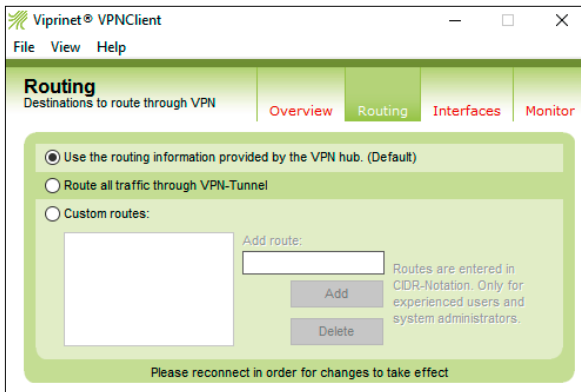 Viprinet® VPNClient
File View Help
Routing
Destinations to route through VPN
Overview Routing Interfaces Monitor
Use the routing information provided by the VPN hub. (Default)
Route all traffic through VPN-Tunnel
Custom routes:
Add route:
Routes are entered in
CIDR-Notation. Only for
experienced users and
system administrators.
Add
Delete
Please reconnect in order for changes to take effect